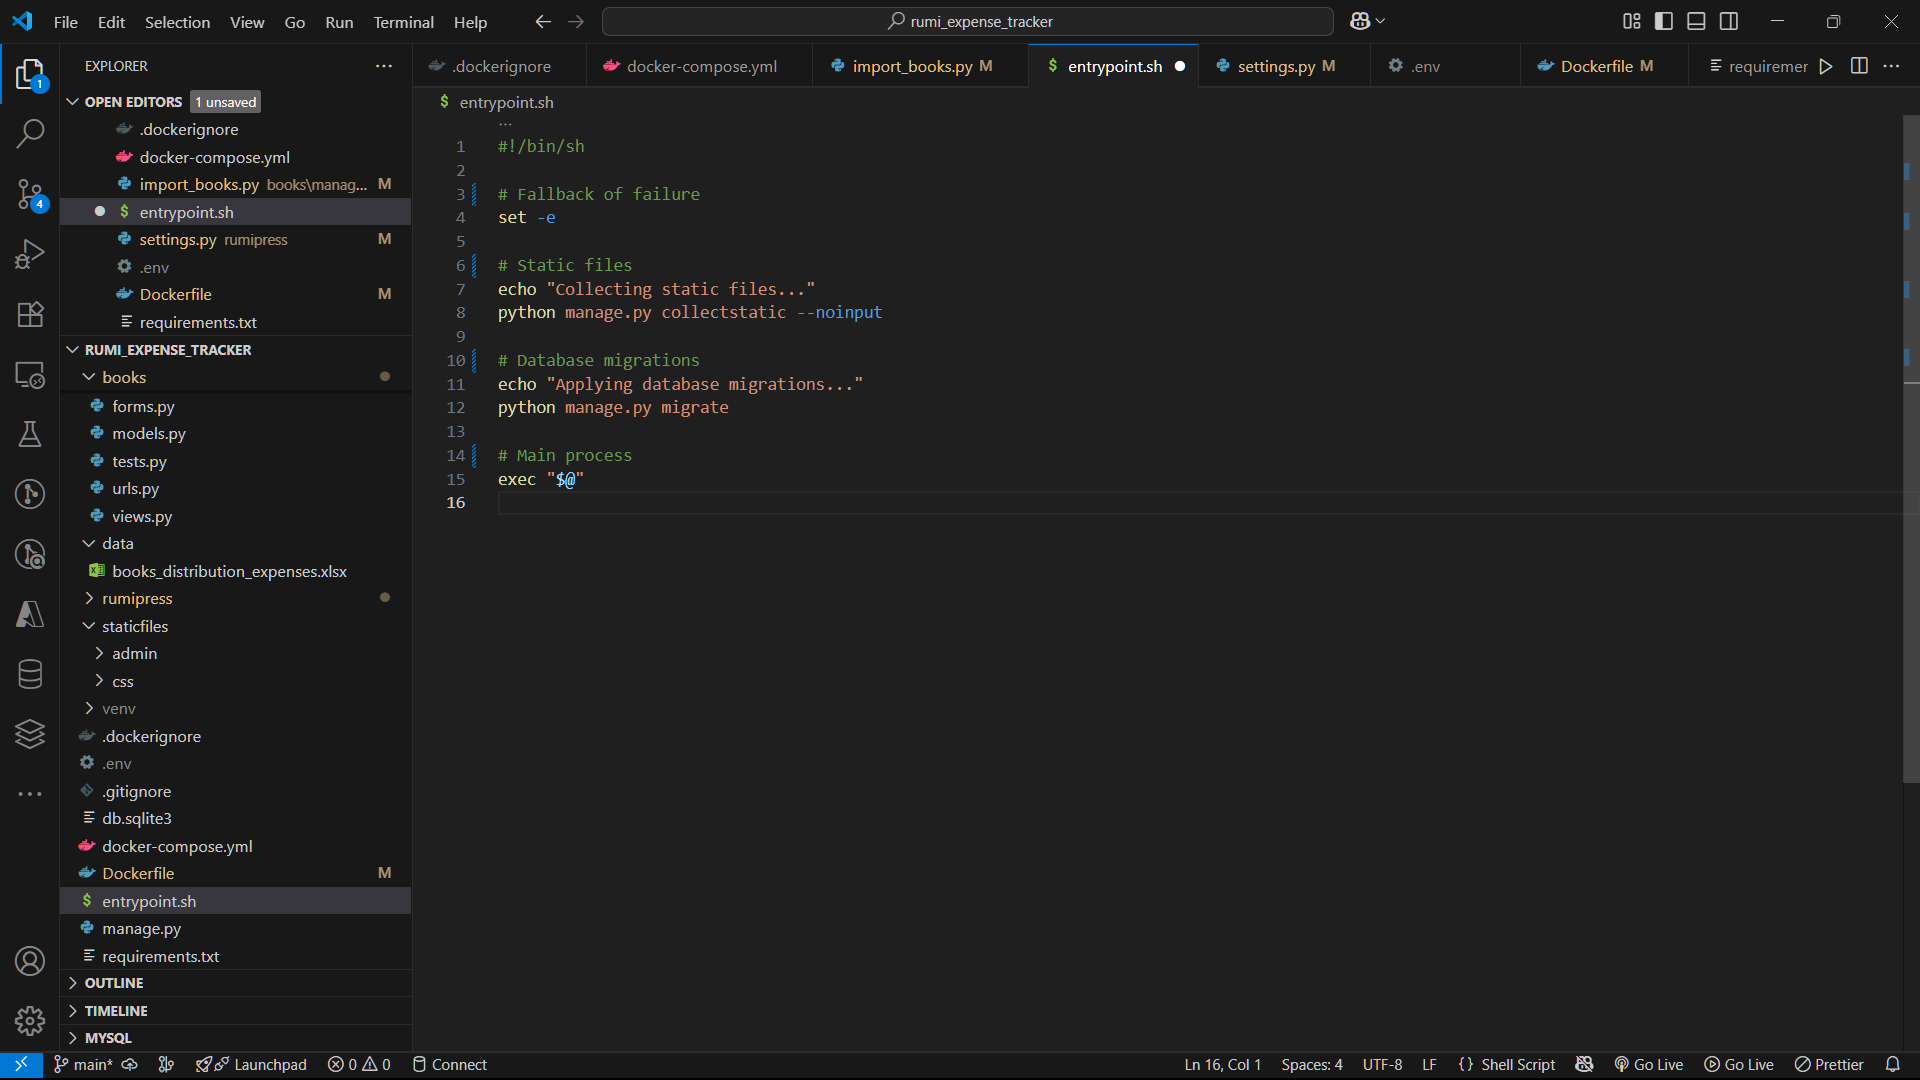 File Edit Selection View Go Run Terminal Help
rumi_expense_tracker
EXPLORER
OPEN EDITORS 1 unsaved
.dockerignore
docker-compose.yml
import_books.py books\manag... M
entrypoint.sh
settings.py rumipress M
.env
Dockerfile M
requirements.txt
RUMI_EXPENSE_TRACKER
books
forms.py
models.py
tests.py
urls.py
views.py
data
books_distribution_expenses.xlsx
rumipress
staticfiles
admin
css
venv
.dockerignore
.env
.gitignore
db.sqlite3
docker-compose.yml
Dockerfile M
entrypoint.sh
manage.py
requirements.txt
OUTLINE
TIMELINE
MYSQL
1
4
.dockerignore docker-compose.yml import_books.py M $ entrypoint.sh settings.py M .env Dockerfile M requiremer
$ entrypoint.sh
...
1 #!/bin/sh
2
3 # Fallback of failure
4 set -e
5
6 # Static files
7 echo "Collecting static files..."
8 python manage.py collectstatic --noinput
9
10 # Database migrations
11 echo "Applying database migrations..."
12 python manage.py migrate
13
14 # Main process
15 exec "$@"
16
main* Launchpad 0 0 Connect Ln 16, Col 1 Spaces: 4 UTF-8 LF {} Shell Script Go Live Go Live Prettier